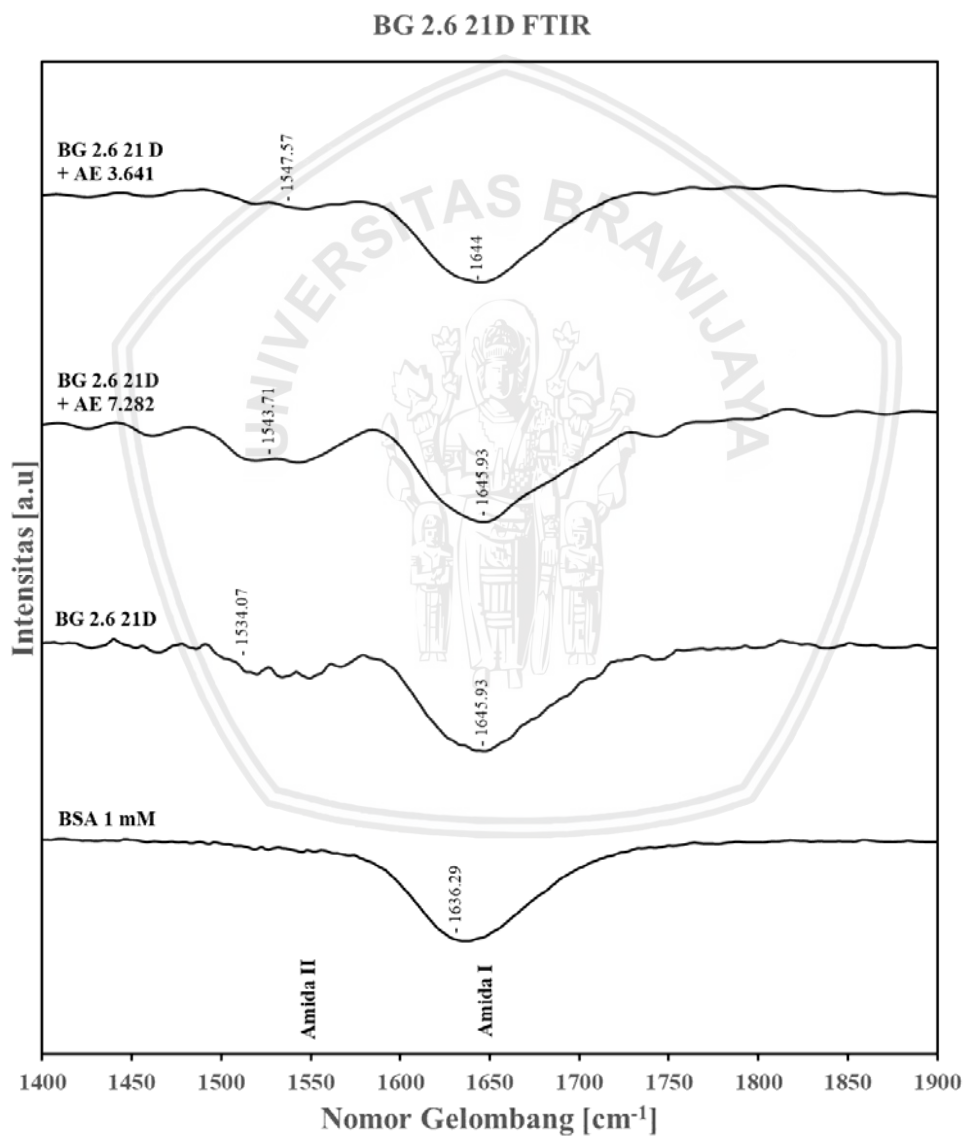 BG 2.6 21D FTIR
UNIVERSITAS BRAWIJAYA
BG 2.6 21 D
+ AE 3.641
- 1547.57
- 1644
BG 2.6 21D
+ AE 7.282
- 1543.71
- 1645.93
BG 2.6 21D
- 1534.07
- 1645.93
BSA 1 mM
- 1636.29
Amida II
Amida I
Intensitas [a.u]
1400 1450 1500 1550 1600 1650 1700 1750 1800 1850 1900
Nomor Gelombang [cm⁻¹]